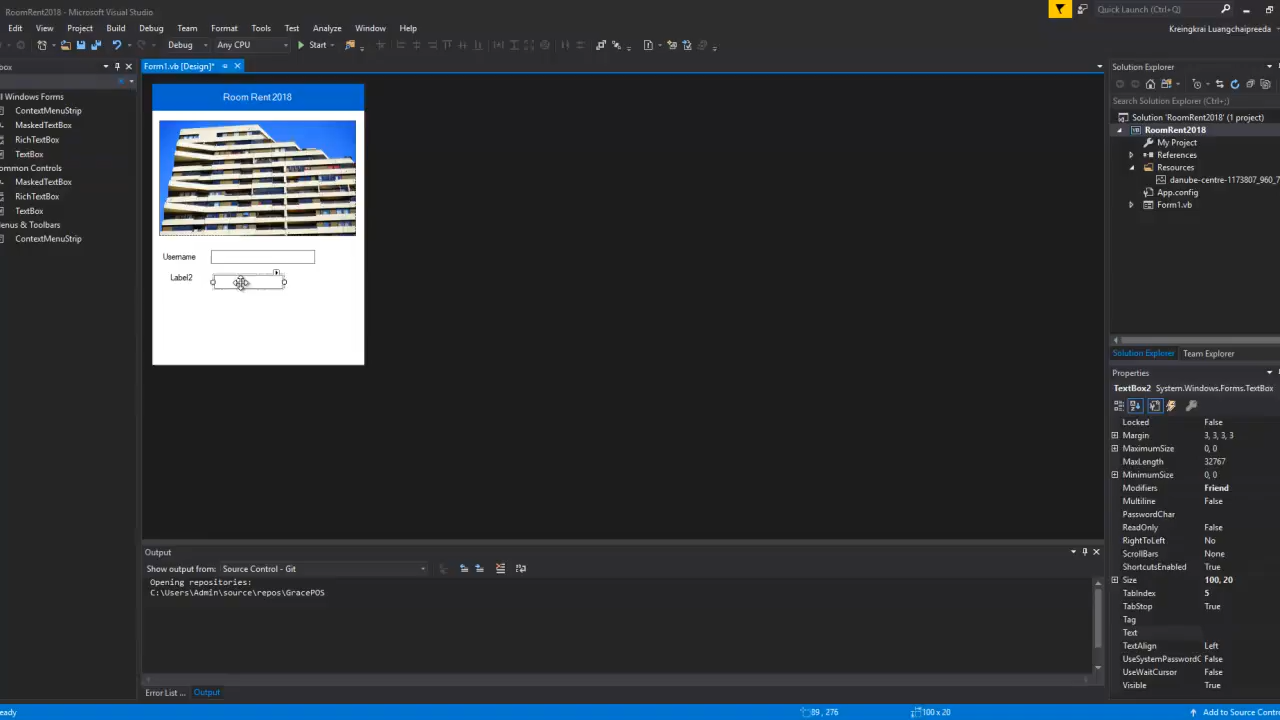 RoomRent2018 - Microsoft Visual Studio
Quick Launch (Ctrl+;)
Edit View Project Build Debug Team Format Tools Test Analyze Window Help
Kreingkrai Luangchaipreeda
Debug Any CPU Start
box
Form1.vb [Design]*
ll Windows Forms
ContextMenuStrip
MaskedTextBox
RichTextBox
TextBox
ommon Controls
MaskedTextBox
RichTextBox
TextBox
enus & Toolbars
ContextMenuStrip
Room Rent 2018
Username
Label2
Solution Explorer
Search Solution Explorer (Ctrl+;)
Solution 'RoomRent2018' (1 project)
RoomRent2018
My Project
References
Resources
danube-centre-1173807_960_7
App.config
Form1.vb
Solution Explorer Team Explorer
Properties
TextBox2 System.Windows.Forms.TextBox
Locked False
Margin 3, 3, 3, 3
MaximumSize 0, 0
MaxLength 32767
MinimumSize 0, 0
Modifiers Friend
Multiline False
PasswordChar
ReadOnly False
RightToLeft No
ScrollBars None
ShortcutsEnabled True
Size 100, 20
TabIndex 5
TabStop True
Tag
Text
TextAlign Left
UseSystemPasswordC False
UseWaitCursor False
Visible True
Output
Show output from: Source Control - Git
Opening repositories:
C:\Users\Admin\source\repos\GracePOS
Error List ... Output
eady
89 , 276
100 x 20
Add to Source Contr